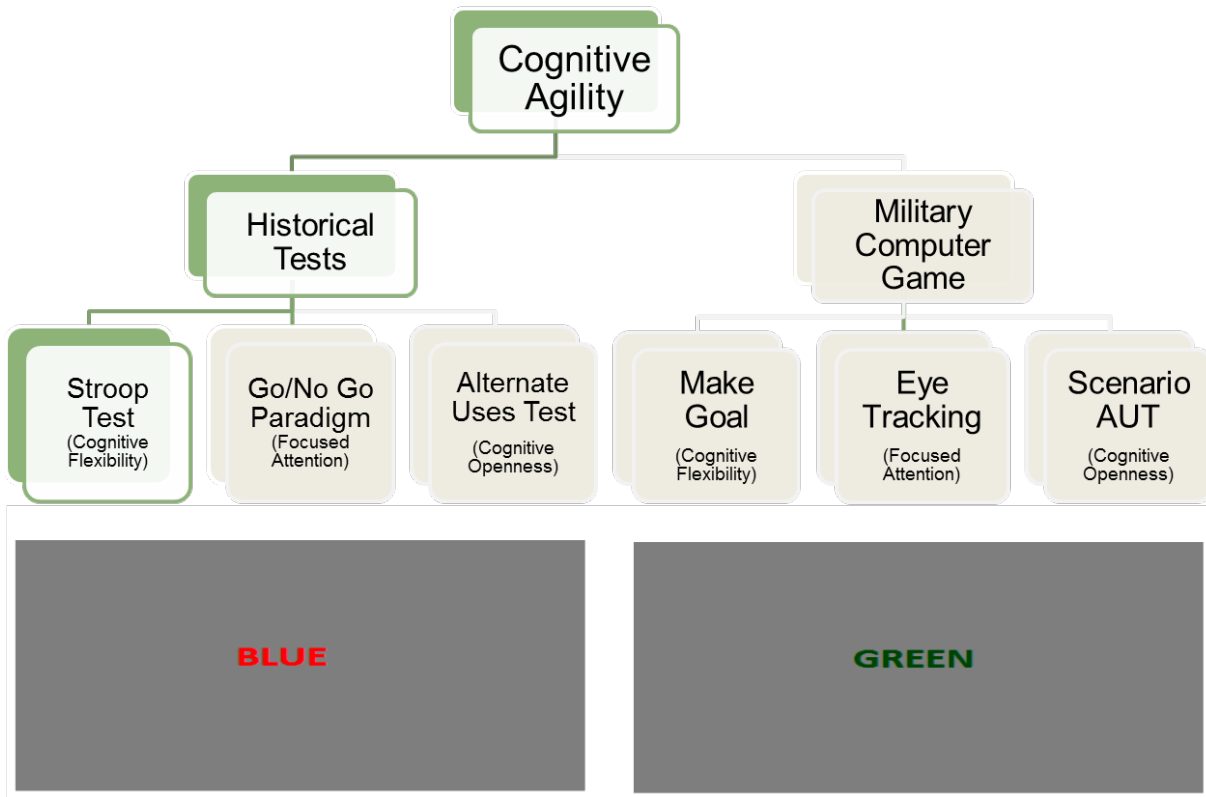 Cognitive
Agility
Historical
Tests
Military
Computer
Game
Stroop
Test
(Cognitive
Flexibility)
Go/No Go
Paradigm
(Focused
Attention)
Alternate
Uses Test
(Cognitive
Openness)
Make
Goal
(Cognitive
Flexibility)
Eye
Tracking
(Focused
Attention)
Scenario
AUT
(Cognitive
Openness)
BLUE
GREEN